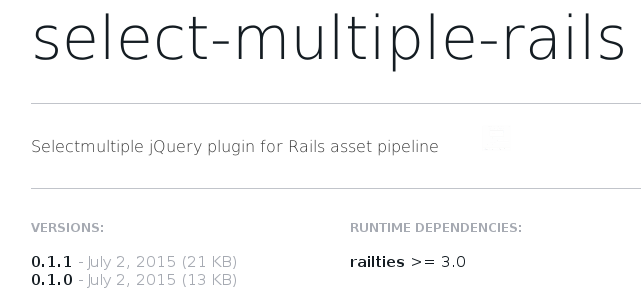 select-multiple-rails
Selectmultiple jQuery plugin for Rails asset pipeline
VERSIONS:
0.1.1 - July 2, 2015 (21 KB)
0.1.0 - July 2, 2015 (13 KB)
RUNTIME DEPENDENCIES:
railties >= 3.0